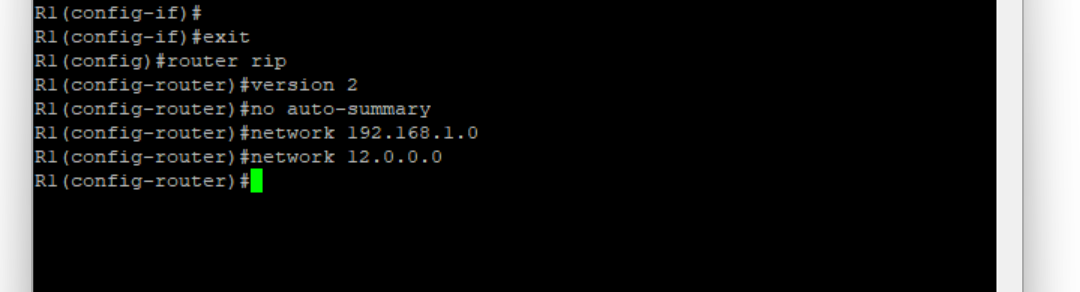 R1(config-if)#
R1(config-if)#exit
R1(config)#router rip
R1(config-router)#version 2
R1(config-router)#no auto-summary
R1(config-router)#network 192.168.1.0
R1(config-router)#network 12.0.0.0
R1(config-router)#